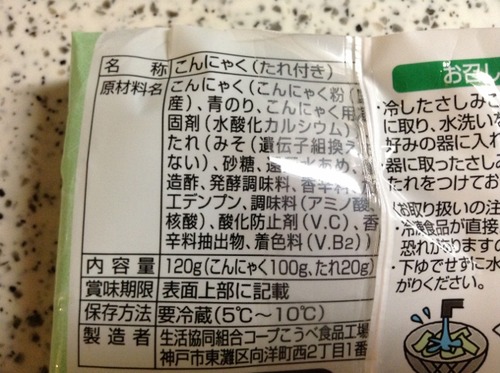 名 称 こんにゃく(たれ付き)
原材料名 こんにゃく(こんにゃく粉(
産)、青のり、こんにゃく用
固剤(水酸化カルシウム)
たれ(みそ(遺伝子組換え
ない)、砂糖、水あめ、
造酢、発酵調味料、香辛料、
エデンプン、調味料(アミノ酸
核酸)、酸化防止剤(V.C)、香
辛料抽出物、着色料(V.B2))
内 容 量 120g(こんにゃく100g、たれ20g)
賞味期限 表面上部に記載
保存方法 要冷蔵(5℃~10℃)
製 造 者 生活協同組合コープこうべ食品工場
神戸市東灘区向洋町西2丁目1番
お召し
・冷したさしみこ
に取り、水洗いを
好みの器に入れ
・器に取ったさしみ
たれをつけてお
〈お取り扱いの注
・冷凍食品が直接
恐れがあります
・下ゆでせずに水
がりください。